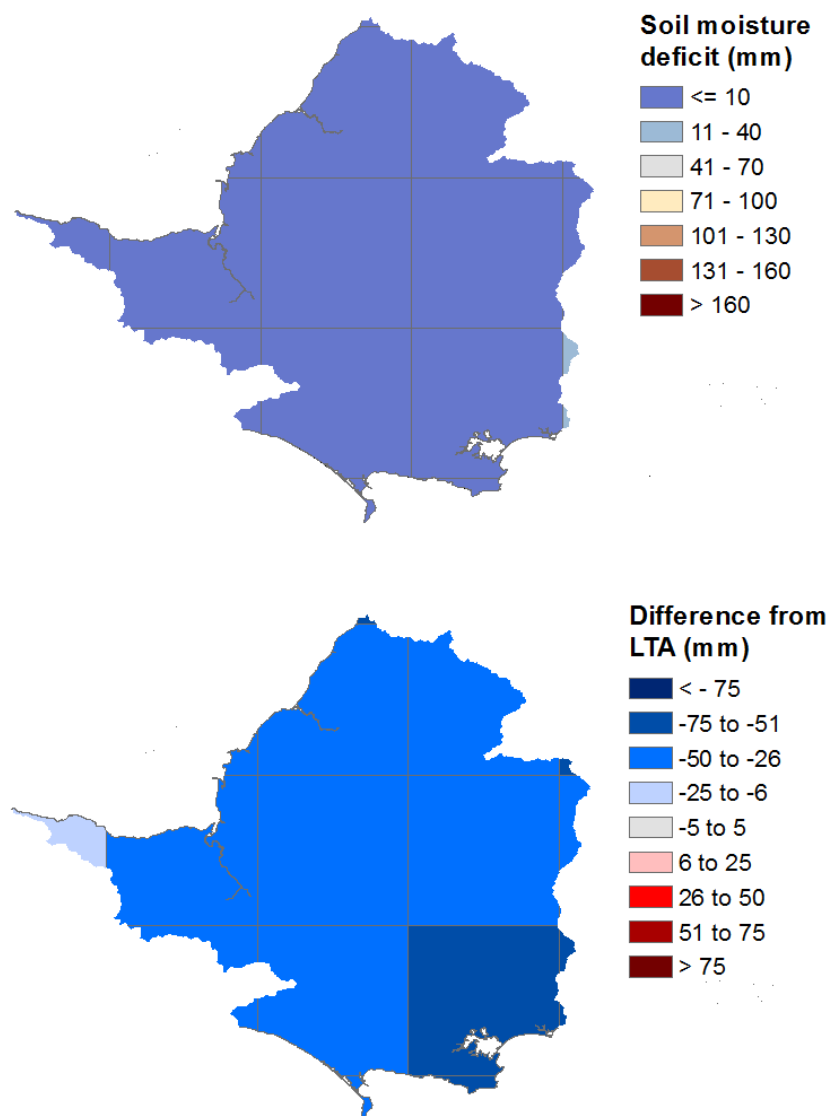 Soil moisture
deficit (mm)
<= 10
11 - 40
41 - 70
71 - 100
101 - 130
131 - 160
> 160
Difference from
LTA (mm)
< - 75
-75 to -51
-50 to -26
-25 to -6
-5 to 5
6 to 25
26 to 50
51 to 75
> 75